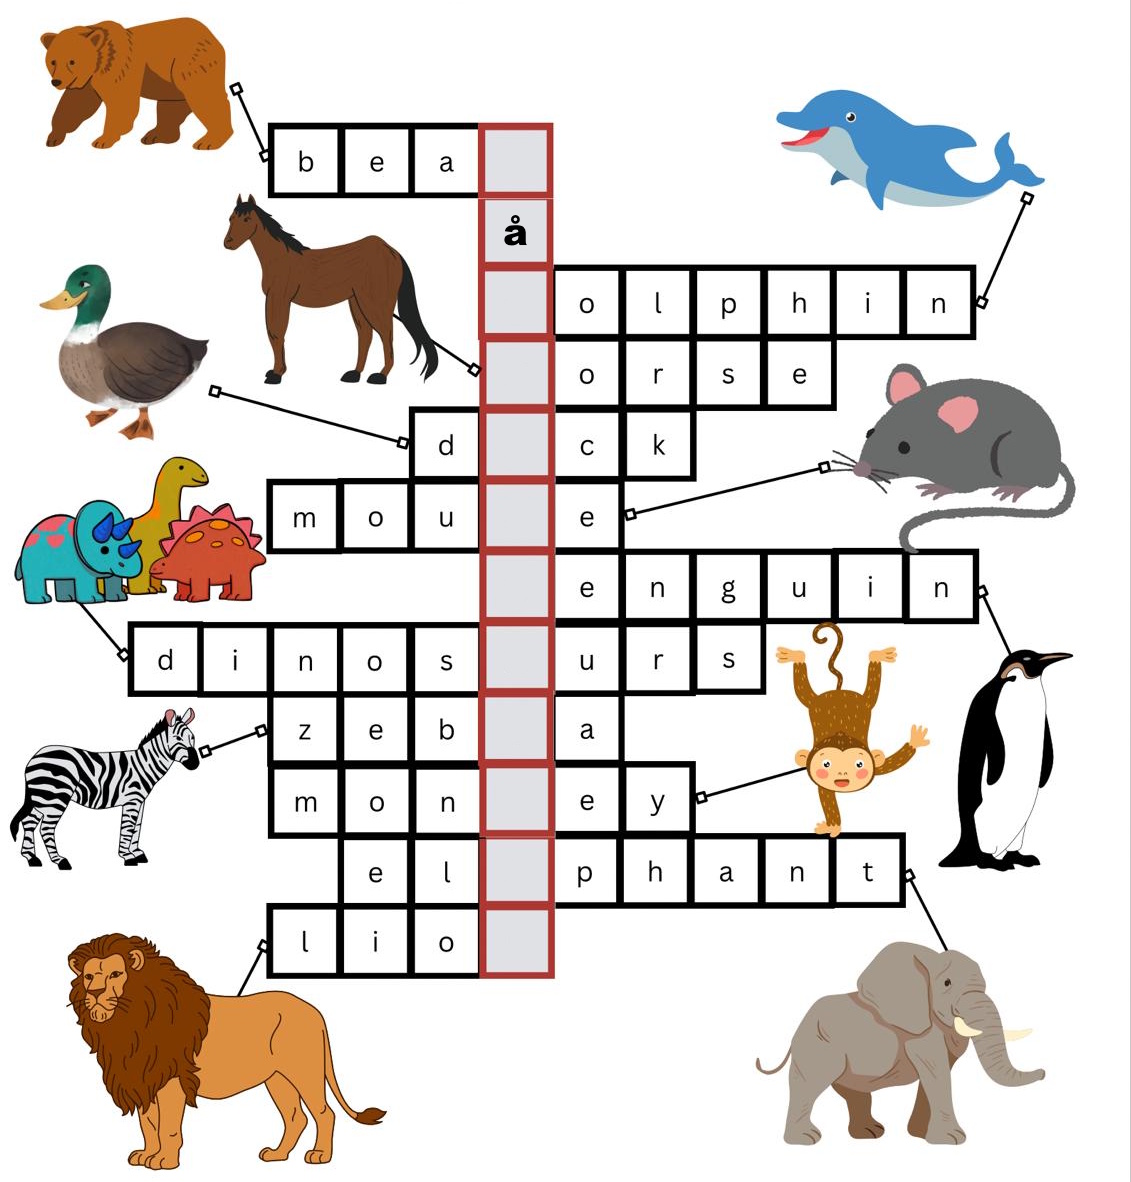 b e a
å
o l p h i n
o r s e
d c k
m o u e
e n g u i n
d i n o s u r s
z e b a
m o n e y
e l p h a n t
l i o